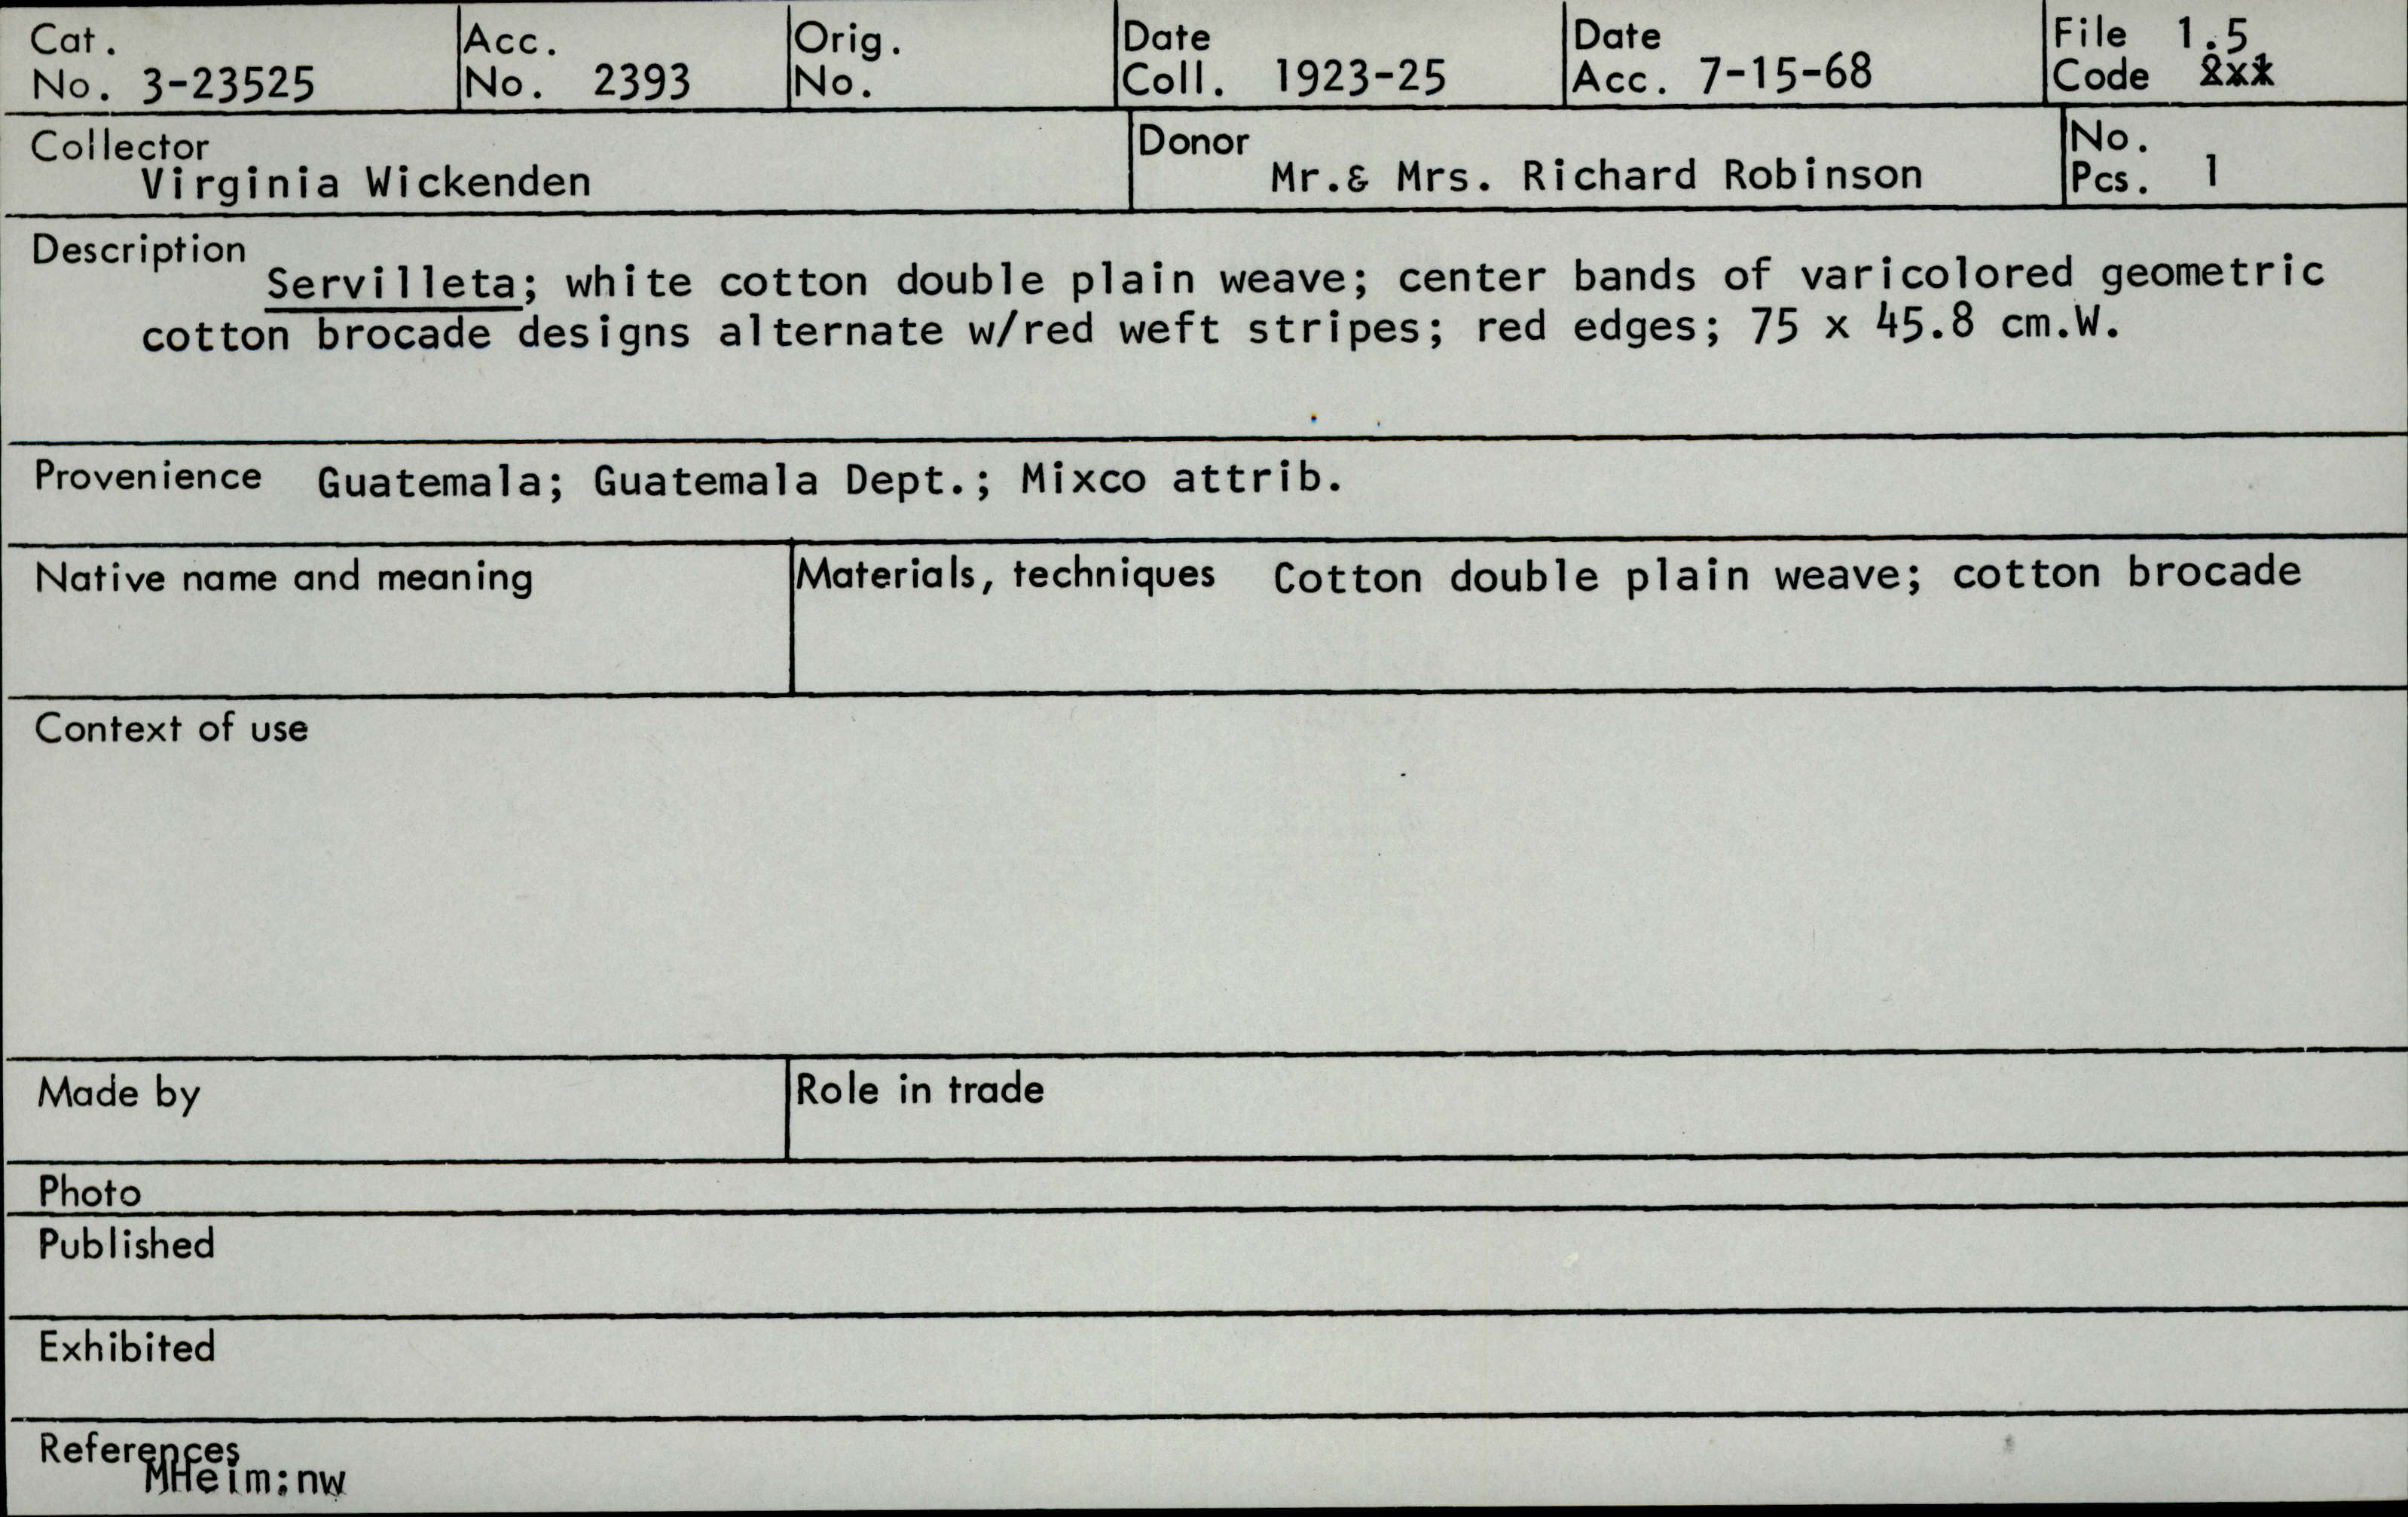 Cat.
No. 3-23525
Acc.
No. 2393
Orig.
No.
Date
Coll. 1923-25
Date
Acc. 7-15-68
File 1.5
Code
Collector
Virginia Wickenden
Donor
Mr.& Mrs. Richard Robinson
No.
Pcs. 1
Description
Servilleta; white cotton double plain weave; center bands of varicolored geometric
cotton brocade designs alternate w/red weft stripes; red edges; 75 x 45.8 cm.W.
Provenience Guatemala; Guatemala Dept.; Mixco attrib.
Native name and meaning
Materials, techniques Cotton double plain weave; cotton brocade
Context of use
Made by
Role in trade
Photo
Published
Exhibited
References
MHeim:nw